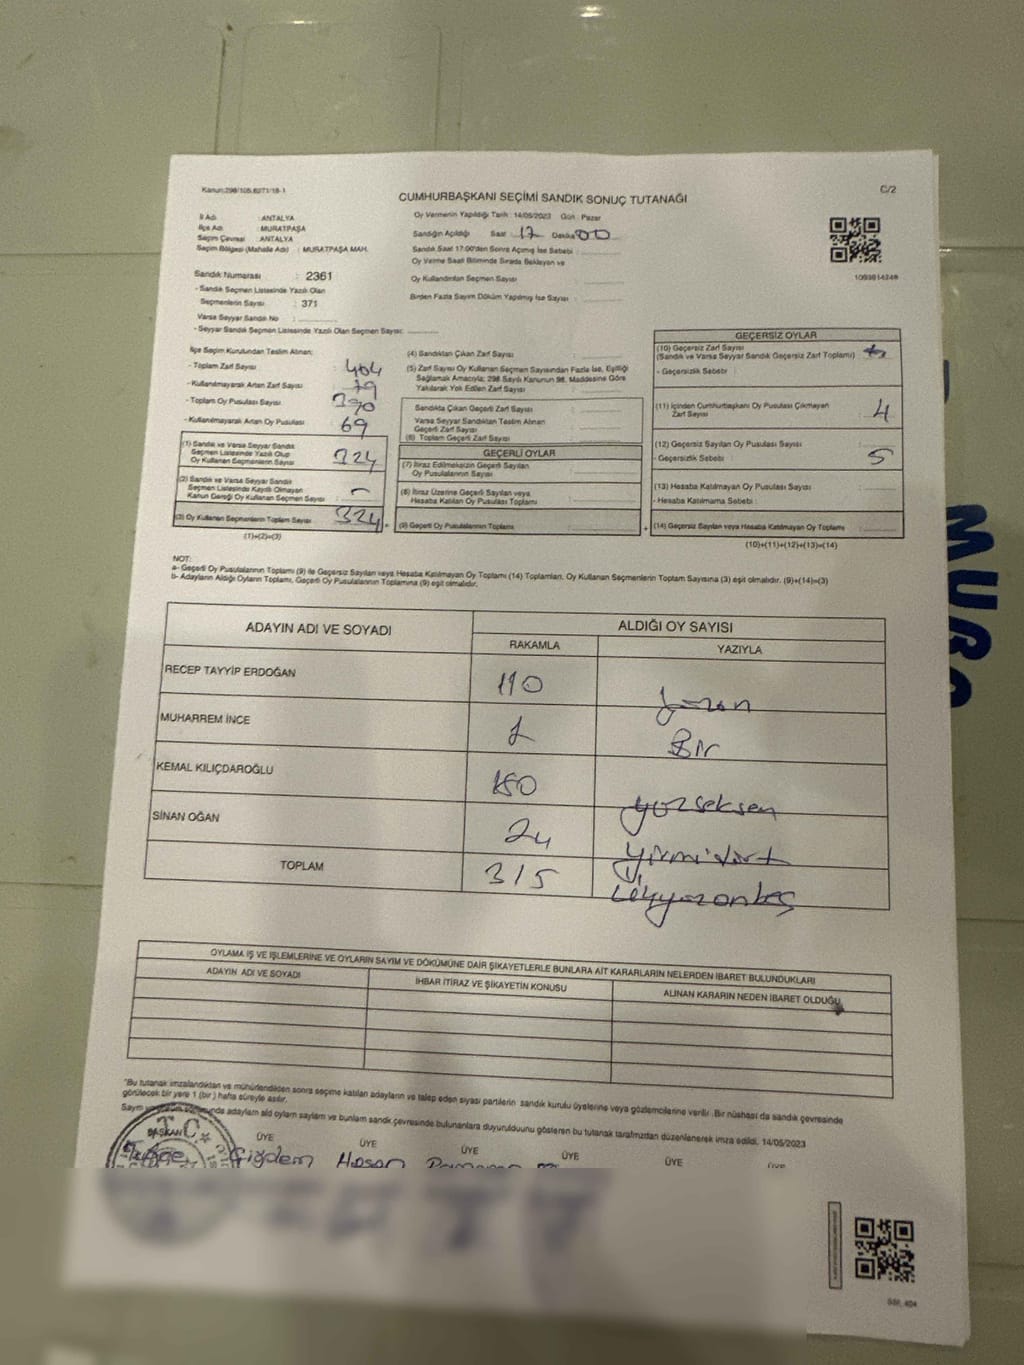 Kanun:298/105,6271/18-1
C/2
CUMHURBAŞKANI SEÇİMİ SANDIK SONUÇ TUTANAĞI
İl Adı : ANTALYA
İlçe Adı : MURATPAŞA
Seçim Çevresi : ANTALYA
Seçim Bölgesi (Mahalle Adı) : MURATPAŞA MAH.
Sandık Numarası : 2361
- Sandık Seçmen Listesinde Yazılı Olan
Seçmenlerin Sayısı : 371
Varsa Seyyar Sandık No :
- Seyyar Sandık Seçmen Listesinde Yazılı Olan Seçmen Sayısı:
Oy Vermenin Yapıldığı Tarih : 14/05/2023 Gün : Pazar
Sandığın Açıldığı Saat 17 Dakika 00
Sandık Saat 17:00'den Sonra Açılmış İse Sebebi :
Oy Verme Saati Bitiminde Sırada Bekleyen ve
Oy Kullandırılan Seçmen Sayısı
Birden Fazla Sayım Döküm Yapılmış İse Sayısı :
1093814248
İlçe Seçim Kurulundan Teslim Alınan;
- Toplam Zarf Sayısı : 404
- Kullanılmayarak Artan Zarf Sayısı : 79
- Toplam Oy Pusulası Sayısı : 390
- Kullanılmayarak Artan Oy Pusulası : 69
(1) Sandık ve Varsa Seyyar Sandık
Seçmen Listesinde Yazılı Olup
Oy Kullanan Seçmenlerin Sayısı : 324
(2) Sandık ve Varsa Seyyar Sandık
Seçmen Listesinde Kayıtlı Olmayan
Kanun Gereği Oy Kullanan Seçmen Sayısı : -
(3) Oy Kullanan Seçmenlerin Toplam Sayısı : 324
(1)+(2)=(3)
(4) Sandıktan Çıkan Zarf Sayısı :
(5) Zarf Sayısı Oy Kullanan Seçmen Sayısından Fazla İse, Eşitliği
Sağlamak Amacıyla; 298 Sayılı Kanunun 98. Maddesine Göre
Yakılarak Yok Edilen Zarf Sayısı :
Sandıkta Çıkan Geçerli Zarf Sayısı :
Varsa Seyyar Sandıktan Teslim Alınan
Geçerli Zarf Sayısı :
(6) Toplam Geçerli Zarf Sayısı :
GEÇERLİ OYLAR
(7) İtiraz Edilmeksizin Geçerli Sayılan
Oy Pusulalarının Sayısı :
(8) İtiraz Üzerine Geçerli Sayılan veya
Hesaba Katılan Oy Pusulası Toplamı :
(9) Geçerli Oy Pusulalarının Toplamı :
GEÇERSİZ OYLAR
(10) Geçersiz Zarf Sayısı
(Sandık ve Varsa Seyyar Sandık Geçersiz Zarf Toplamı) :
- Geçersizlik Sebebi :
(11) İçinden Cumhurbaşkanı Oy Pusulası Çıkmayan
Zarf Sayısı : 4
(12) Geçersiz Sayılan Oy Pusulası Sayısı : 5
- Geçersizlik Sebebi :
(13) Hesaba Katılmayan Oy Pusulası Sayısı :
- Hesaba Katılmama Sebebi :
(14) Geçersiz Sayılan veya Hesaba Katılmayan Oy Toplamı :
(10)+(11)+(12)+(13)=(14)
NOT:
a- Geçerli Oy Pusulalarının Toplamı (9) ile Geçersiz Sayılan veya Hesaba Katılmayan Oy Toplamı (14) Toplamları, Oy Kullanan Seçmenlerin Toplam Sayısına (3) eşit olmalıdır. (9)+(14)=(3)
b- Adayların Aldığı Oyların Toplamı, Geçerli Oy Pusulalarının Toplamına (9) eşit olmalıdır.
ADAYIN ADI VE SOYADI
ALDIĞI OY SAYISI
RAKAMLA YAZIYLA
RECEP TAYYİP ERDOĞAN 110 yüzon
MUHARREM İNCE 1 Bir
KEMAL KILIÇDAROĞLU 180 yüzseksen
SİNAN OĞAN 24 yirmidört
TOPLAM 315 üçyüzonbeş
OYLAMA İŞ VE İŞLEMLERİNE VE OYLARIN SAYIM VE DÖKÜMÜNE DAİR ŞİKAYETLERLE BUNLARA AİT KARARLARIN NELERDEN İBARET BULUNDUKLARI
ADAYIN ADI VE SOYADI İHBAR İTİRAZ VE ŞİKAYETİN KONUSU ALINAN KARARIN NEDEN İBARET OLDUĞU
"Bu tutanak imzalandıktan ve mühürlendikten sonra seçime katılan adayların ve talep eden siyasi partilerin sandık kurulu üyelerine veya gözlemcilerine verilir. Bir nüshası da sandık çevresinde
görülecek bir yere 1 (bir) hafta süreyle asılır.
Sayım ve döküm sonunda adayların aldı oyların sayıları ve bunların sandık çevresinde bulunanlara duyurulduğunu gösteren bu tutanak tarafımızdan düzenlenerek imza edildi. 14/05/2023
BAŞKAN ÜYE ÜYE ÜYE ÜYE ÜYE ÜYE
T.C.
Tuğçe Çiğdem Hasan Ramazan
MURO